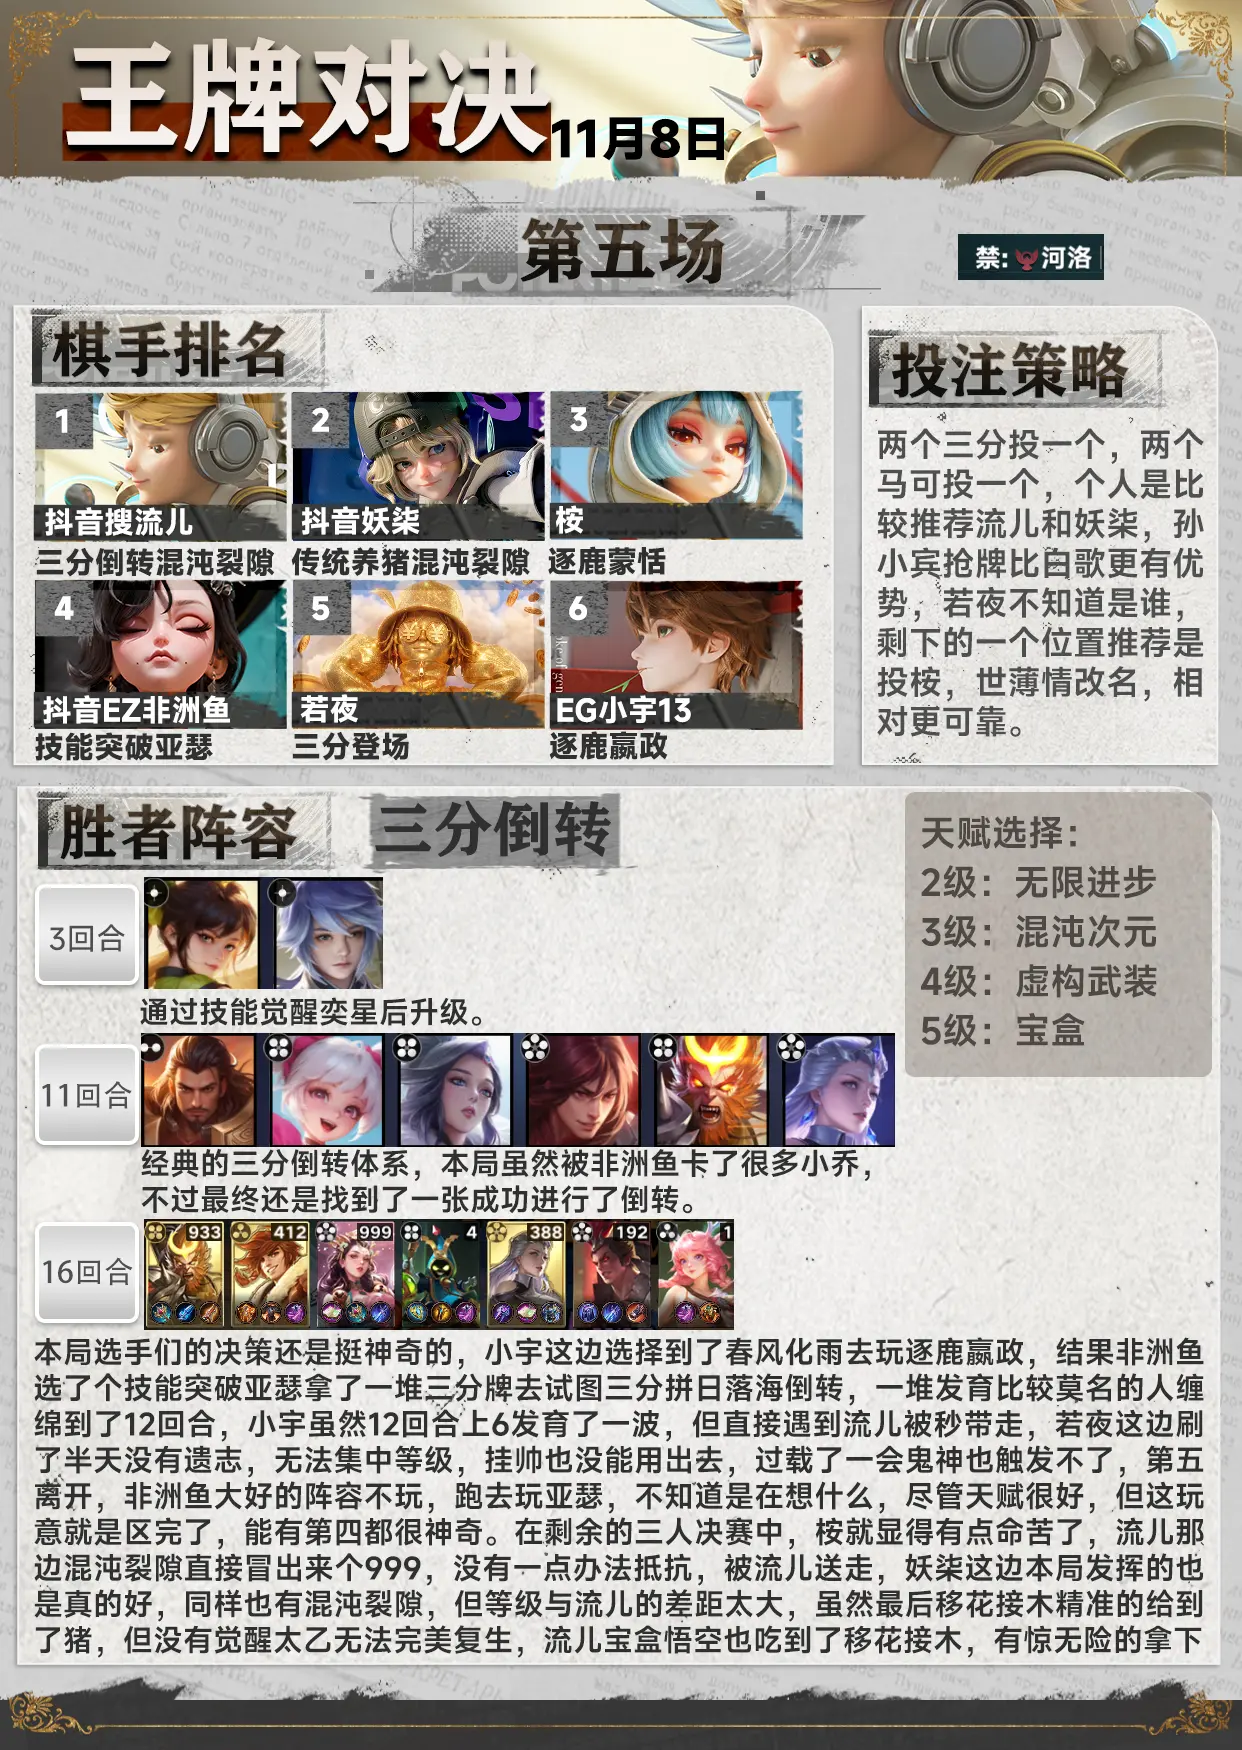 王牌对决
11月8日
第五场
禁:河洛
棋手排名
1
2
3
抖音搜流儿
抖音妖柒
桉
三分倒转混沌裂隙
传统养猪混沌裂隙
逐鹿蒙恬
4
5
6
抖音EZ非洲鱼
若夜
EG小宇13
技能突破亚瑟
三分登场
逐鹿嬴政
投注策略
两个三分投一个，两个
马可投一个，个人是比
较推荐流儿和妖柒，孙
小宾抢牌比白歌更有优
势，若夜不知道是谁，
剩下的一个位置推荐是
投桉，世薄情改名，相
对更可靠。
胜者阵容
三分倒转
天赋选择：
2级：无限进步
3级：混沌次元
4级：虚构武装
5级：宝盒
3回合
通过技能觉醒奕星后升级。
11回合
经典的三分倒转体系，本局虽然被非洲鱼卡了很多小乔，
不过最终还是找到了一张成功进行了倒转。
16回合
933
412
999
4
388
192
1
本局选手们的决策还是挺神奇的，小宇这边选择到了春风化雨去玩逐鹿嬴政，结果非洲鱼
选了个技能突破亚瑟拿了一堆三分牌去试图三分拼日落海倒转，一堆发育比较莫名的人缠
绵到了12回合，小宇虽然12回合上6发育了一波，但直接遇到流儿被秒带走，若夜这边刷
了半天没有遗志，无法集中等级，挂帅也没能用出去，过载了一会鬼神也触发不了，第五
离开，非洲鱼大好的阵容不玩，跑去玩亚瑟，不知道是在想什么，尽管天赋很好，但这玩
意就是区完了，能有第四都很神奇。在剩余的三人决赛中，桉就显得有点命苦了，流儿那
边混沌裂隙直接冒出来个999，没有一点办法抵抗，被流儿送走，妖柒这边本局发挥的也
是真的好，同样也有混沌裂隙，但等级与流儿的差距太大，虽然最后移花接木精准的给到
了猪，但没有觉醒太乙无法完美复生，流儿宝盒悟空也吃到了移花接木，有惊无险的拿下